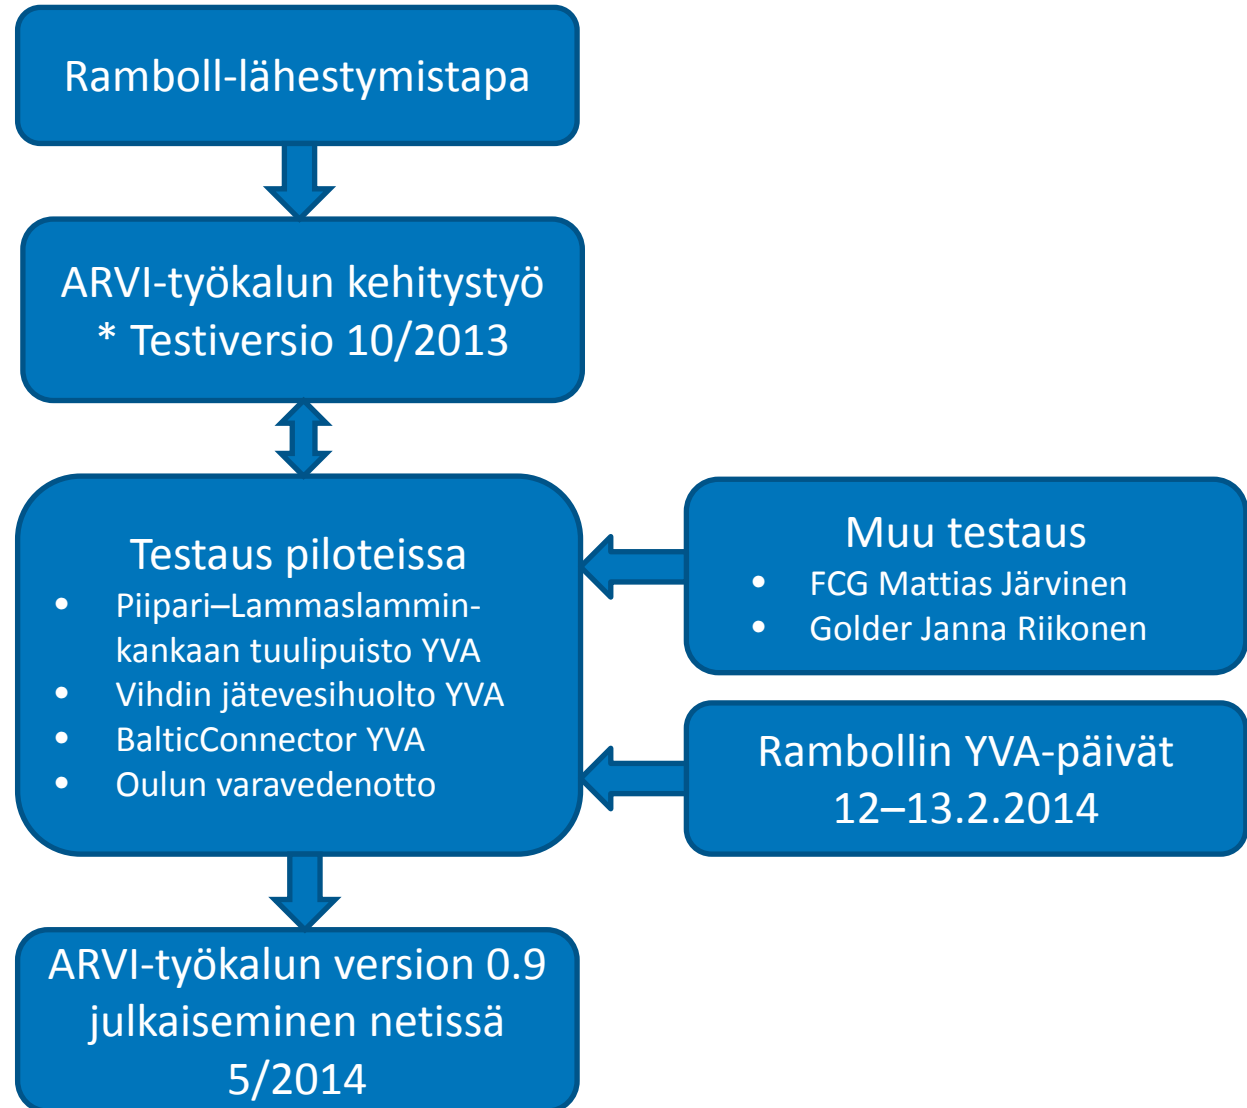 Ramboll-lähestymistapa
ARVI-työkalun kehitystyö
* Testiversio 10/2013
Testaus piloteissa
• Piipari–Lammaslammin-
kankaan tuulipuisto YVA
• Vihdin jätevesihuolto YVA
• BalticConnector YVA
• Oulun varavedenotto
Muu testaus
• FCG Mattias Järvinen
• Golder Janna Riikonen
Rambollin YVA-päivät
12–13.2.2014
ARVI-työkalun version 0.9
julkaiseminen netissä
5/2014